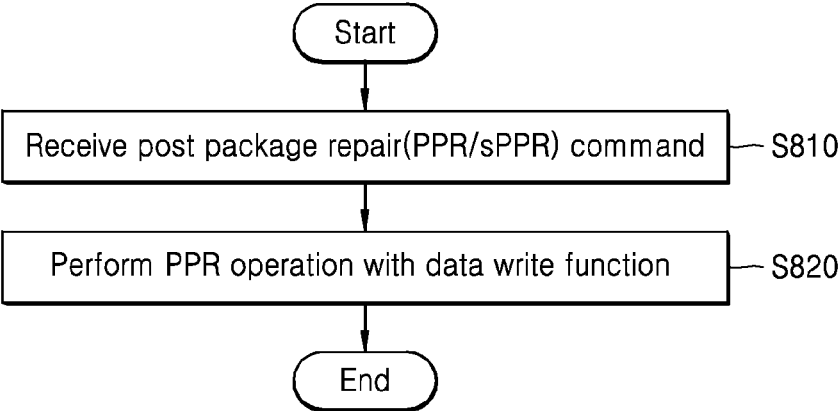 Start
Receive post package repair(PPR/sPPR) command
S810
Perform PPR operation with data write function
S820
End